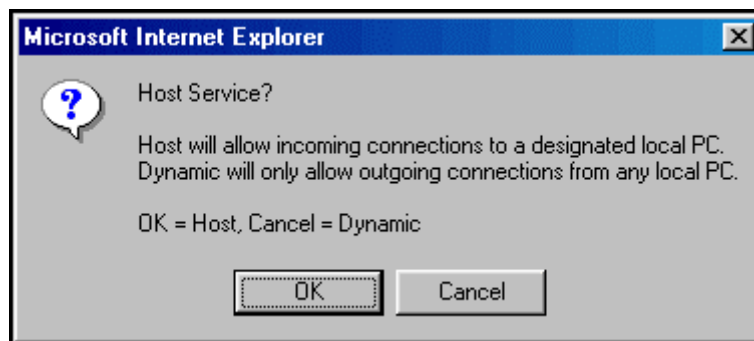 Microsoft Internet Explorer
Host Service?
Host will allow incoming connections to a designated local PC.
Dynamic will only allow outgoing connections from any local PC.
OK = Host, Cancel = Dynamic
OK
Cancel